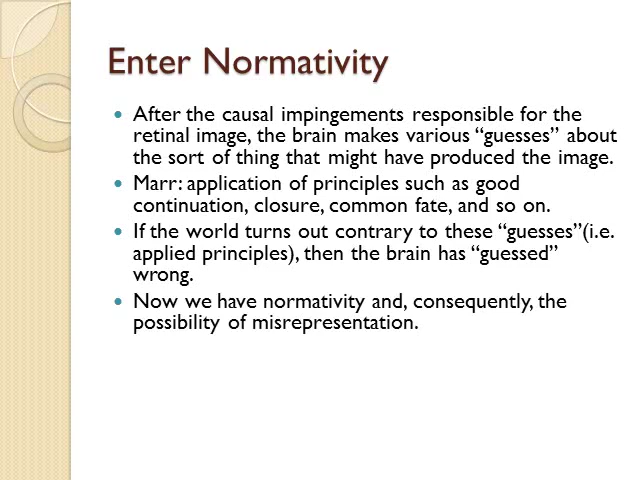 Enter Normativity
After the causal impingements responsible for the
retinal image, the brain makes various “guesses” about
the sort of thing that might have produced the image.
Marr: application of principles such as good
continuation, closure, common fate, and so on.
If the world turns out contrary to these “guesses”(i.e.
applied principles), then the brain has “guessed”
wrong.
Now we have normativity and, consequently, the
possibility of misrepresentation.